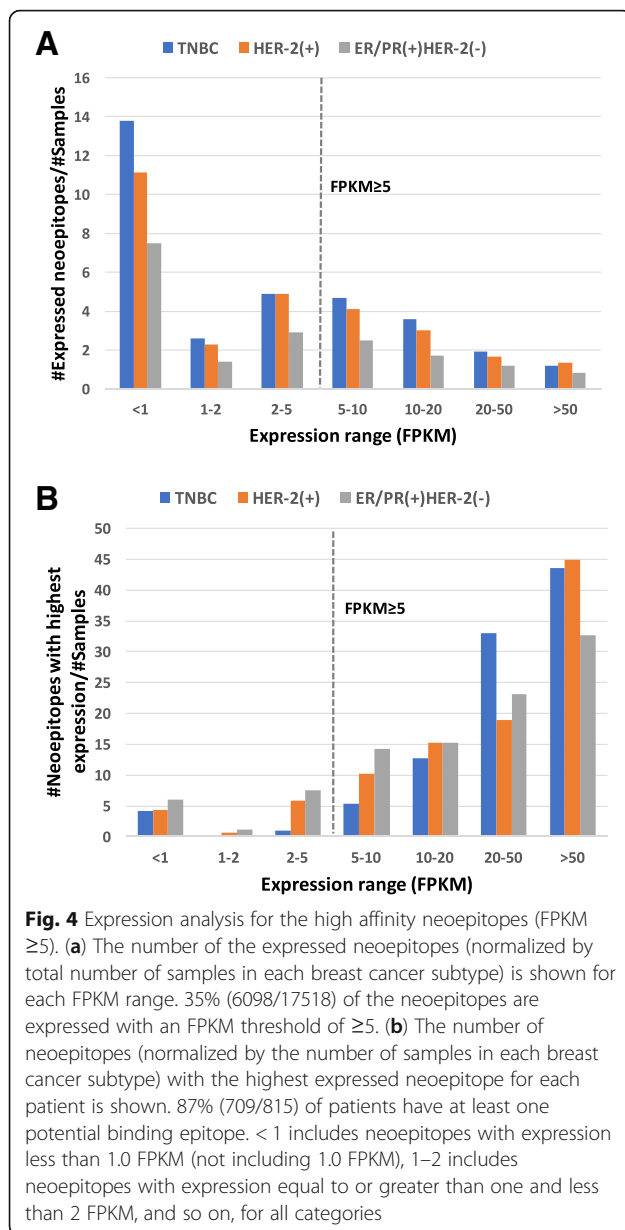 A
TNBC HER-2(+) ER/PR(+)HER-2(-)
#Expressed neoepitopes/#Samples
16
14
12
10
8
6
4
2
0
FPKM≥5
<1 1-2 2-5 5-10 10-20 20-50 >50
Expression range (FPKM)
B
TNBC HER-2(+) ER/PR(+)HER-2(-)
#Neoepitopes with highest
expression/#Samples
50
45
40
35
30
25
20
15
10
5
0
FPKM≥5
<1 1-2 2-5 5-10 10-20 20-50 >50
Expression range (FPKM)
Fig. 4 Expression analysis for the high affinity neoepitopes (FPKM
≥5). (a) The number of the expressed neoepitopes (normalized by
total number of samples in each breast cancer subtype) is shown for
each FPKM range. 35% (6098/17518) of the neoepitopes are
expressed with an FPKM threshold of ≥5. (b) The number of
neoepitopes (normalized by the number of samples in each breast
cancer subtype) with the highest expressed neoepitope for each
patient is shown. 87% (709/815) of patients have at least one
potential binding epitope. < 1 includes neoepitopes with expression
less than 1.0 FPKM (not including 1.0 FPKM), 1–2 includes
neoepitopes with expression equal to or greater than one and less
than 2 FPKM, and so on, for all categories